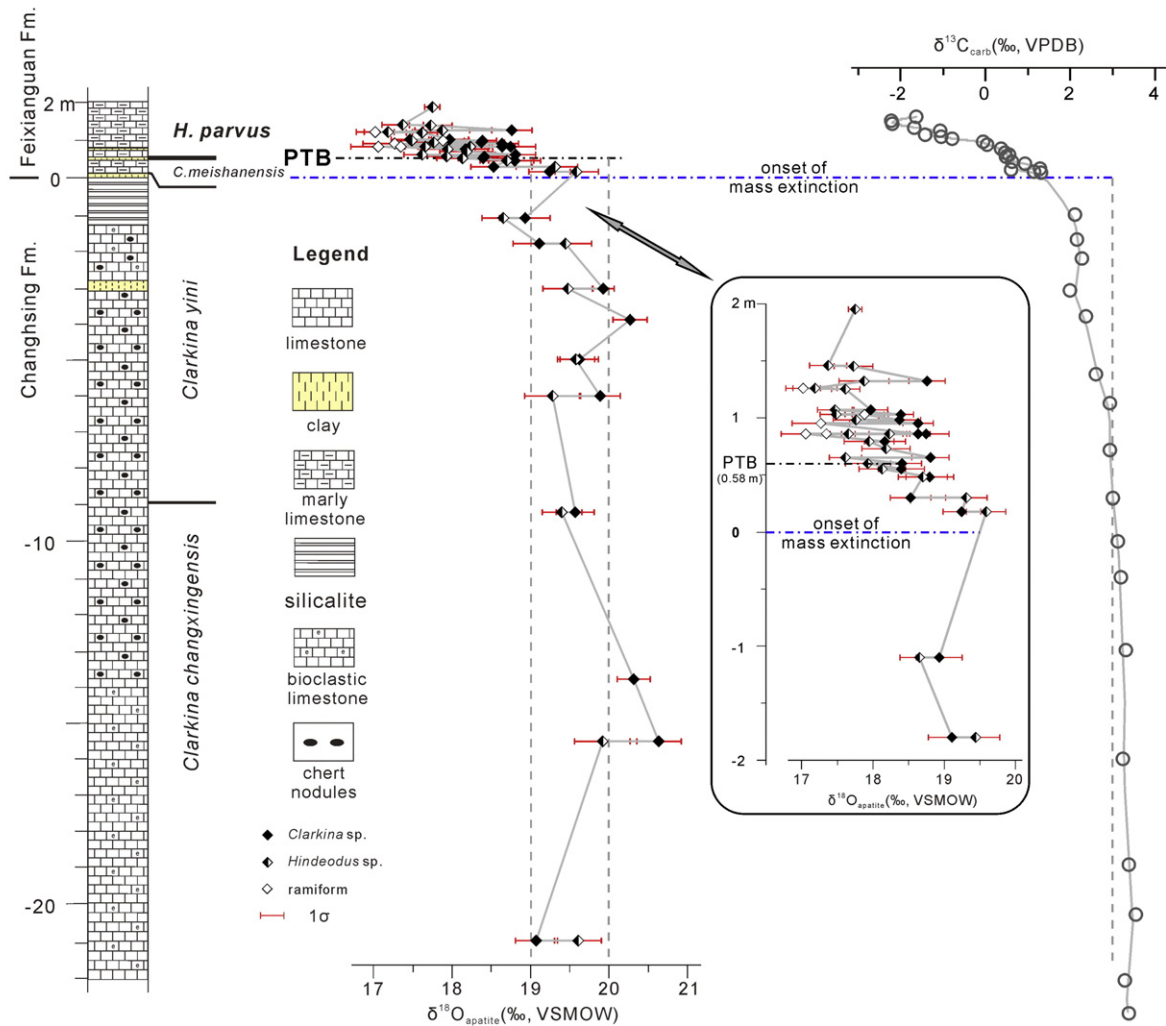 Feixianguan Fm.
Changhsing Fm.
2 m
0
-10
-20
H. parvus
C.meishanensis
Clarkina yini
Clarkina changxingensis
PTB
onset of
mass extinction
Legend
limestone
clay
marly
limestone
silicalite
bioclastic
limestone
chert
nodules
Clarkina sp.
Hindeodus sp.
ramiform
1σ
17 18 19 20 21
δ18Oapatite(‰, VSMOW)
2 m
1
PTB
(0.58 m)
0
onset of
mass extinction
-1
-2
17 18 19 20
δ18Oapatite(‰, VSMOW)
δ13Ccarb(‰, VPDB)
-2 0 2 4